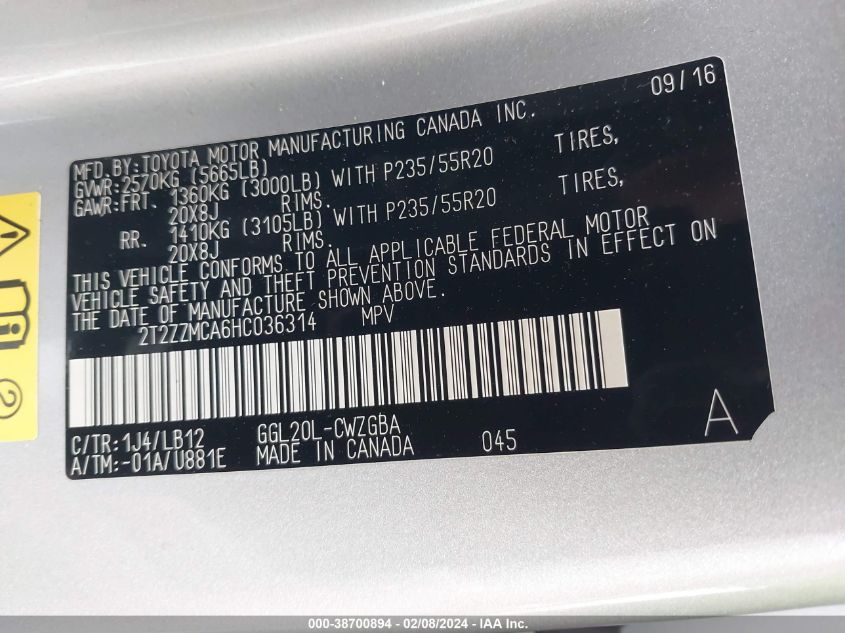 09/16
MFD. BY: TOYOTA MOTOR MANUFACTURING CANADA INC.
GVWR: 2570KG (5665LB)
GAWR: FRT. 1360KG (3000LB) WITH P235/55R20 TIRES,
20X8J RIMS.
RR. 1410KG (3105LB) WITH P235/55R20 TIRES,
20X8J RIMS.
THIS VEHICLE CONFORMS TO ALL APPLICABLE FEDERAL MOTOR
VEHICLE SAFETY AND THEFT PREVENTION STANDARDS IN EFFECT ON
THE DATE OF MANUFACTURE SHOWN ABOVE.
2T2ZZMCA6HC036314 MPV
C/TR: 1J4/LB12 GGL20L-CWZGBA
A/TM: -01A/U881E MADE IN CANADA 045
A
2
000-38700894 - 02/08/2024 - IAA Inc.